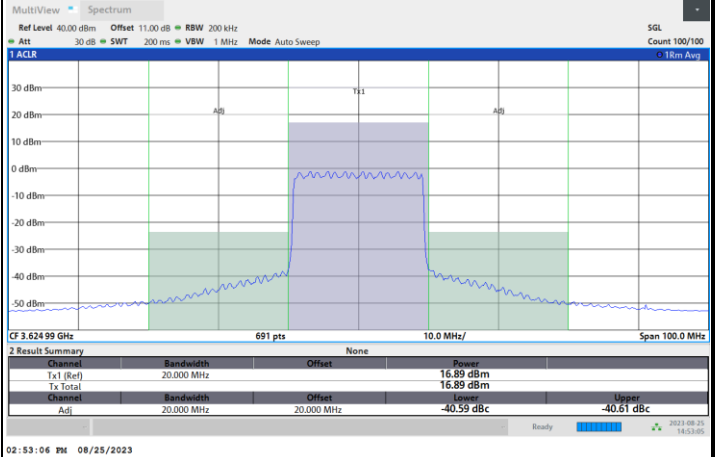 MultiView Spectrum
Ref Level 40.00 dBm Offset 11.00 dB RBW 200 kHz SGL
Att 30 dB SWT 200 ms VBW 1 MHz Mode Auto Sweep Count 100/100
1 ACLR 1Rm Avg
30 dBm
Tx1
20 dBm Adj Adj
10 dBm
0 dBm
-10 dBm
-20 dBm
-30 dBm
-40 dBm
-50 dBm
CF 3.624 99 GHz 691 pts 10.0 MHz/ Span 100.0 MHz
2 Result Summary None
Channel Bandwidth Offset Power
Tx1 (Ref) 20.000 MHz 16.89 dBm
Tx Total 16.89 dBm
Channel Bandwidth Offset Lower Upper
Adj 20.000 MHz 20.000 MHz -40.59 dBc -40.61 dBc
Ready 2023-08-25
14:53:05
02:53:06 PM 08/25/2023